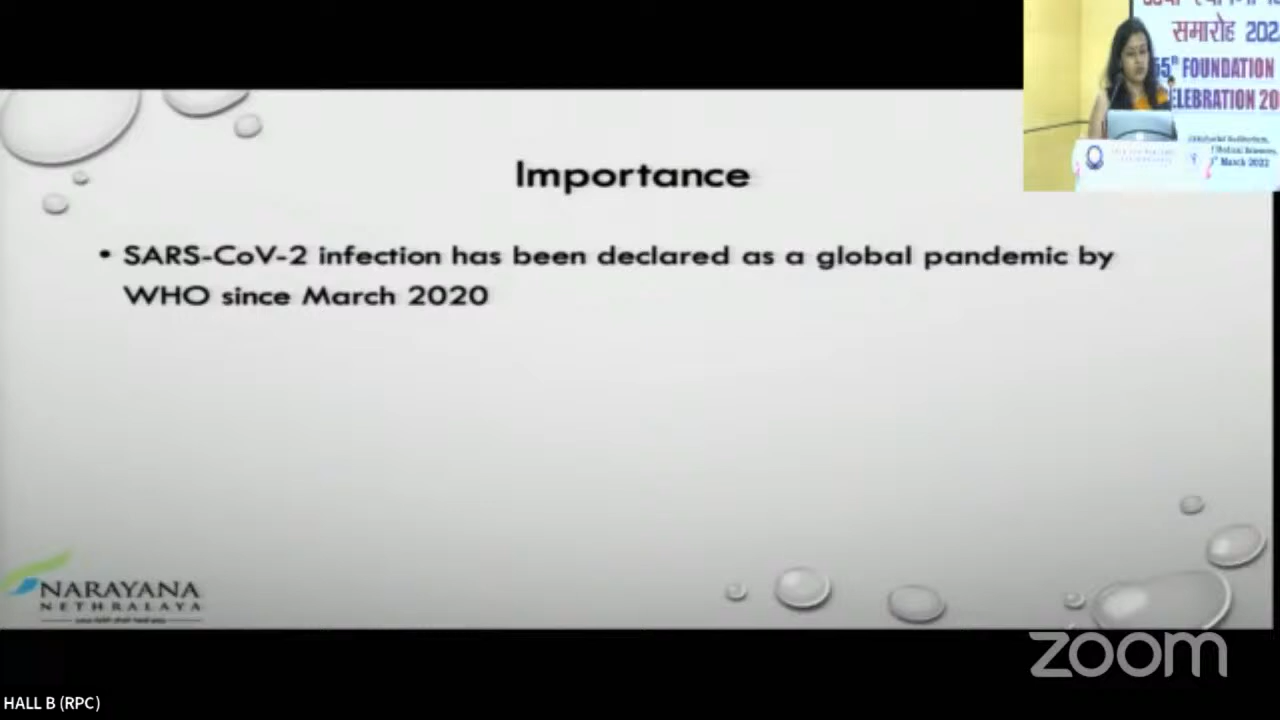 Importance
• SARS-CoV-2 infection has been declared as a global pandemic by
WHO since March 2020
NARAYANA
NETHRALAYA
समारोह 202
55th FOUNDATION
ELEBRATION 20
March 2022
zoom
HALL B (RPC)